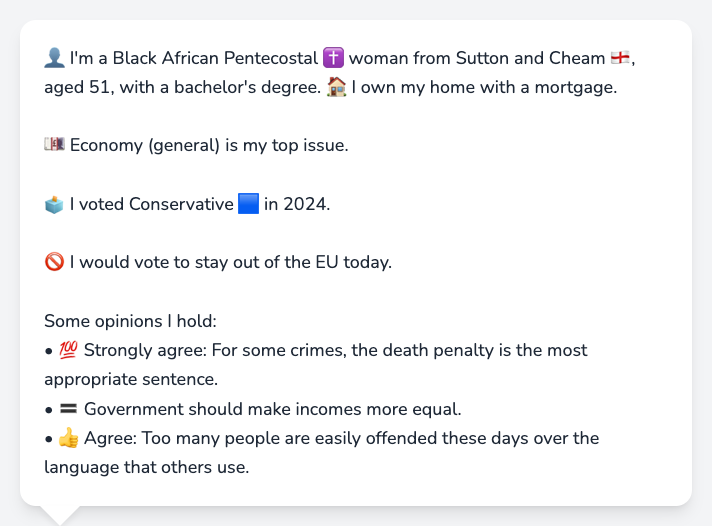 👤 I'm a Black African Pentecostal ✝️ woman from Sutton and Cheam 🏴󠁧󠁢󠁥󠁮󠁧󠁿,
aged 51, with a bachelor's degree. 🏠 I own my home with a mortgage.
💷 Economy (general) is my top issue.
🗳️ I voted Conservative 🟦 in 2024.
🚫 I would vote to stay out of the EU today.
Some opinions I hold:
• 💯 Strongly agree: For some crimes, the death penalty is the most
appropriate sentence.
• 🟰 Government should make incomes more equal.
• 👍 Agree: Too many people are easily offended these days over the
language that others use.